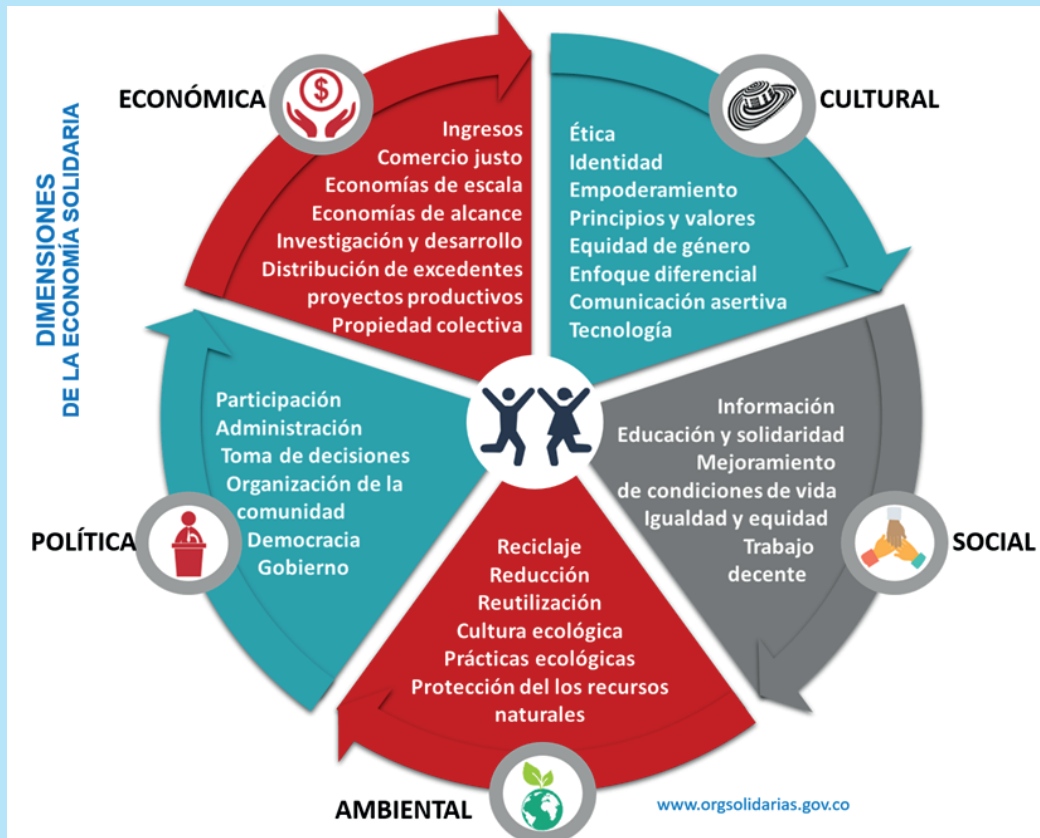 DIMENSIONES
DE LA ECONOMÍA SOLIDARIA
ECONÓMICA
$
Ingresos
Comercio justo
Economías de escala
Economías de alcance
Investigación y desarrollo
Distribución de excedentes
proyectos productivos
Propiedad colectiva
CULTURAL
Ética
Identidad
Empoderamiento
Principios y valores
Equidad de género
Enfoque diferencial
Comunicación asertiva
Tecnología
SOCIAL
Información
Educación y solidaridad
Mejoramiento
de condiciones de vida
Igualdad y equidad
Trabajo
decente
AMBIENTAL
Reciclaje
Reducción
Reutilización
Cultura ecológica
Prácticas ecológicas
Protección del los recursos
naturales
POLÍTICA
Participación
Administración
Toma de decisiones
Organización de la
comunidad
Democracia
Gobierno
www.orgsolidarias.gov.co